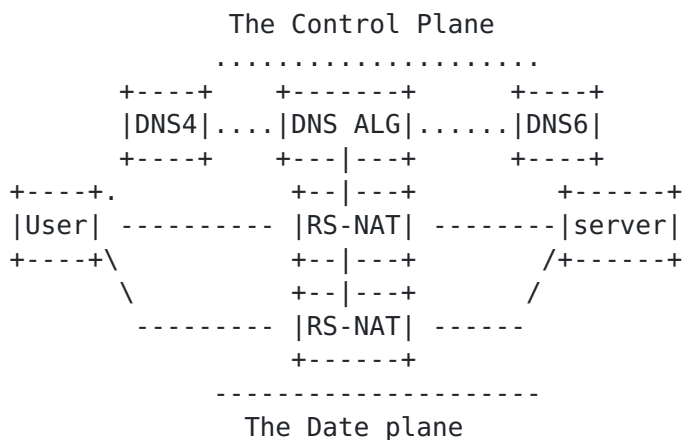 The Control Plane
.....................
+----+    +-------+      +----+
|DNS4|....|DNS ALG|......|DNS6|
+----+    +---|---+      +----+
+----+.           +--|---+         +------+
|User| ---------- |RS-NAT| --------|server|
+----+\           +--|---+        /+------+
\          +--|---+       /
--------- |RS-NAT| ------
+------+
---------------------
The Date plane